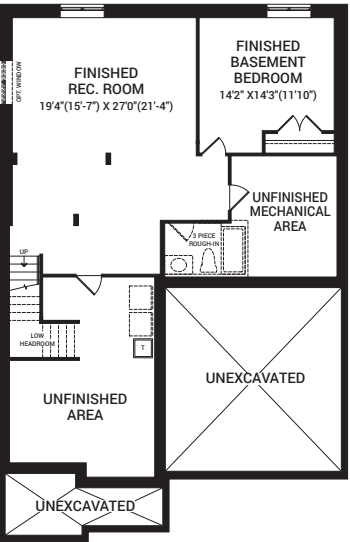 OPT. WINDOW
FINISHED
REC. ROOM
19'4"(15'-7") X 27'0"(21'-4")
FINISHED
BASEMENT
BEDROOM
14'2" X14'3"(11'10")
UNFINISHED
MECHANICAL
AREA
3 PIECE
ROUGH-IN
UP
LOW
HEADROOM
T
UNFINISHED
AREA
UNEXCAVATED
UNEXCAVATED